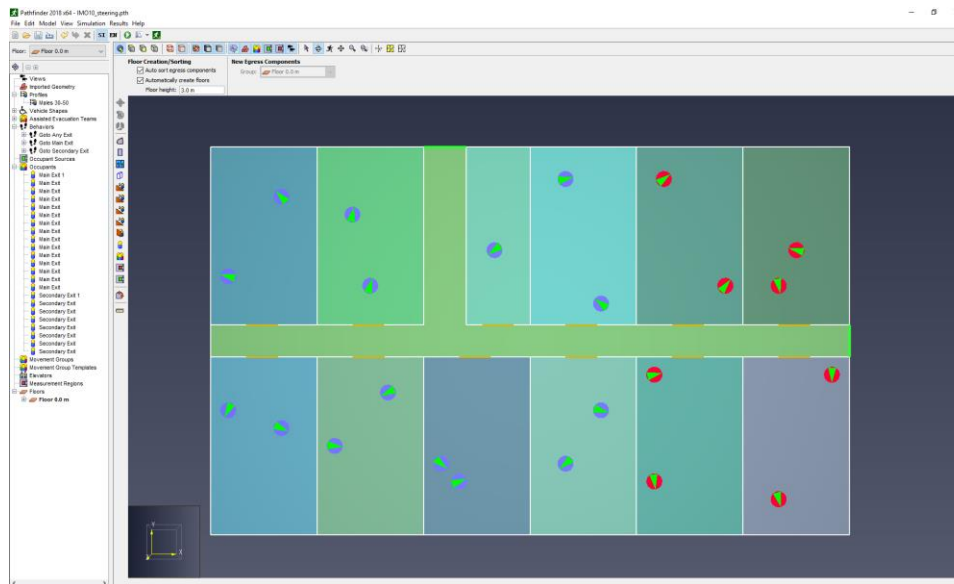 Pathfinder 2018 x64 - IMO10_steering.pth
File Edit Model View Simulation Results Help
SI EN
Floor: Floor 0.0 m
Floor Creation/Sorting
Auto sort egress components
Automatically create floors
Floor height: 3.0 m
New Egress Components
Group: Floor 0.0 m
Views
Imported Geometry
Profiles
Males 30-50
Vehicle Shapes
Assisted Evacuation Teams
Behaviors
Goto Any Exit
Goto Main Exit
Goto Secondary Exit
Occupant Sources
Occupants
Main Exit 1
Main Exit
Main Exit
Main Exit
Main Exit
Main Exit
Main Exit
Main Exit
Main Exit
Main Exit
Main Exit
Main Exit
Main Exit
Main Exit
Main Exit
Secondary Exit 1
Secondary Exit
Secondary Exit
Secondary Exit
Secondary Exit
Secondary Exit
Secondary Exit
Secondary Exit
Movement Groups
Movement Group Templates
Elevators
Measurement Regions
Floors
Floor 0.0 m
Y
X